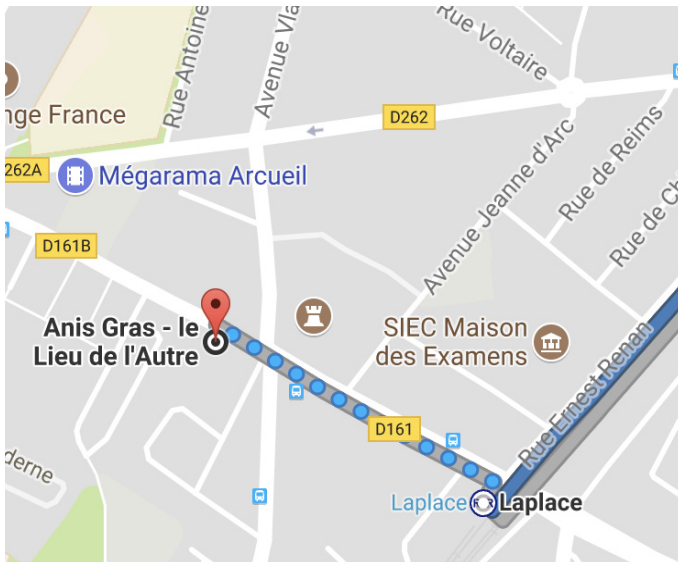 Rue Voltaire
Rue Antoine
Avenue Vla
nge France
D262
262A
Mégarama Arcueil
Avenue Jeanne d'Arc
Rue de Reims
Rue de Ch
D161B
Anis Gras - le
Lieu de l'Autre
SIEC Maison
des Examens
Rue Ernest Renan
D161
derne
Laplace
Laplace